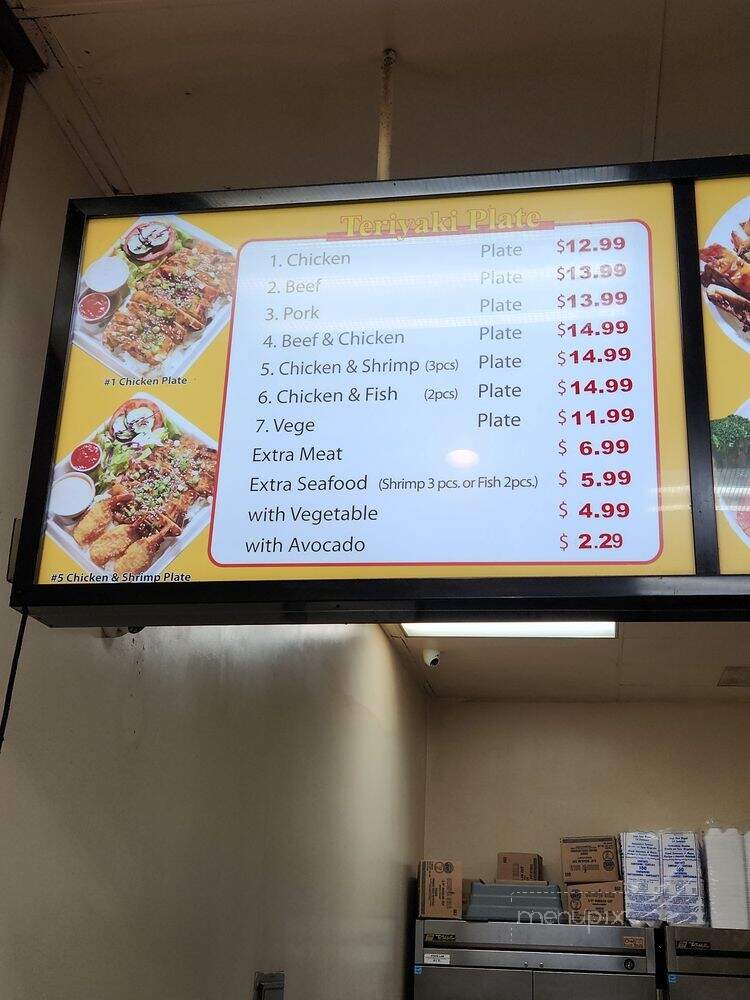 Teriyaki Plate
1. Chicken Plate $12.99
2. Beef Plate $13.99
3. Pork Plate $13.99
4. Beef & Chicken Plate $14.99
5. Chicken & Shrimp (3pcs) Plate $14.99
6. Chicken & Fish (2pcs) Plate $14.99
7. Vege Plate $11.99
Extra Meat $ 6.99
Extra Seafood (Shrimp 3 pcs. or Fish 2pcs.) $ 5.99
with Vegetable $ 4.99
with Avocado $ 2.29
#1 Chicken Plate
#5 Chicken & Shrimp Plate
menupix